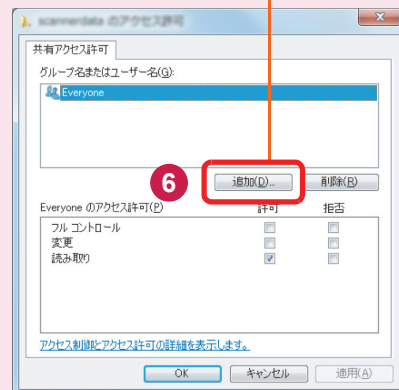 scannerdata のアクセス許可
共有アクセス許可
グループ名またはユーザー名(G):
Everyone
6
追加(D)... 削除(R)
Everyone のアクセス許可(P) 許可 拒否
フル コントロール
変更
読み取り
アクセス制御とアクセス許可の詳細を表示します。
OK キャンセル 適用(A)